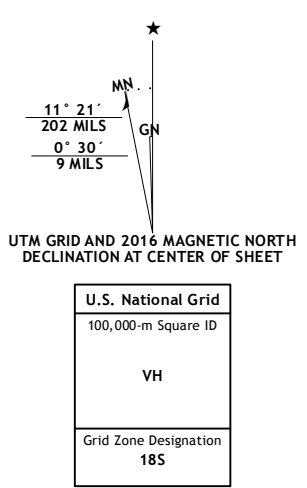 MN
11° 21´
202 MILS
GN
0° 30´
9 MILS
UTM GRID AND 2016 MAGNETIC NORTH
DECLINATION AT CENTER OF SHEET
U.S. National Grid
100,000-m Square ID
VH
Grid Zone Designation
18S